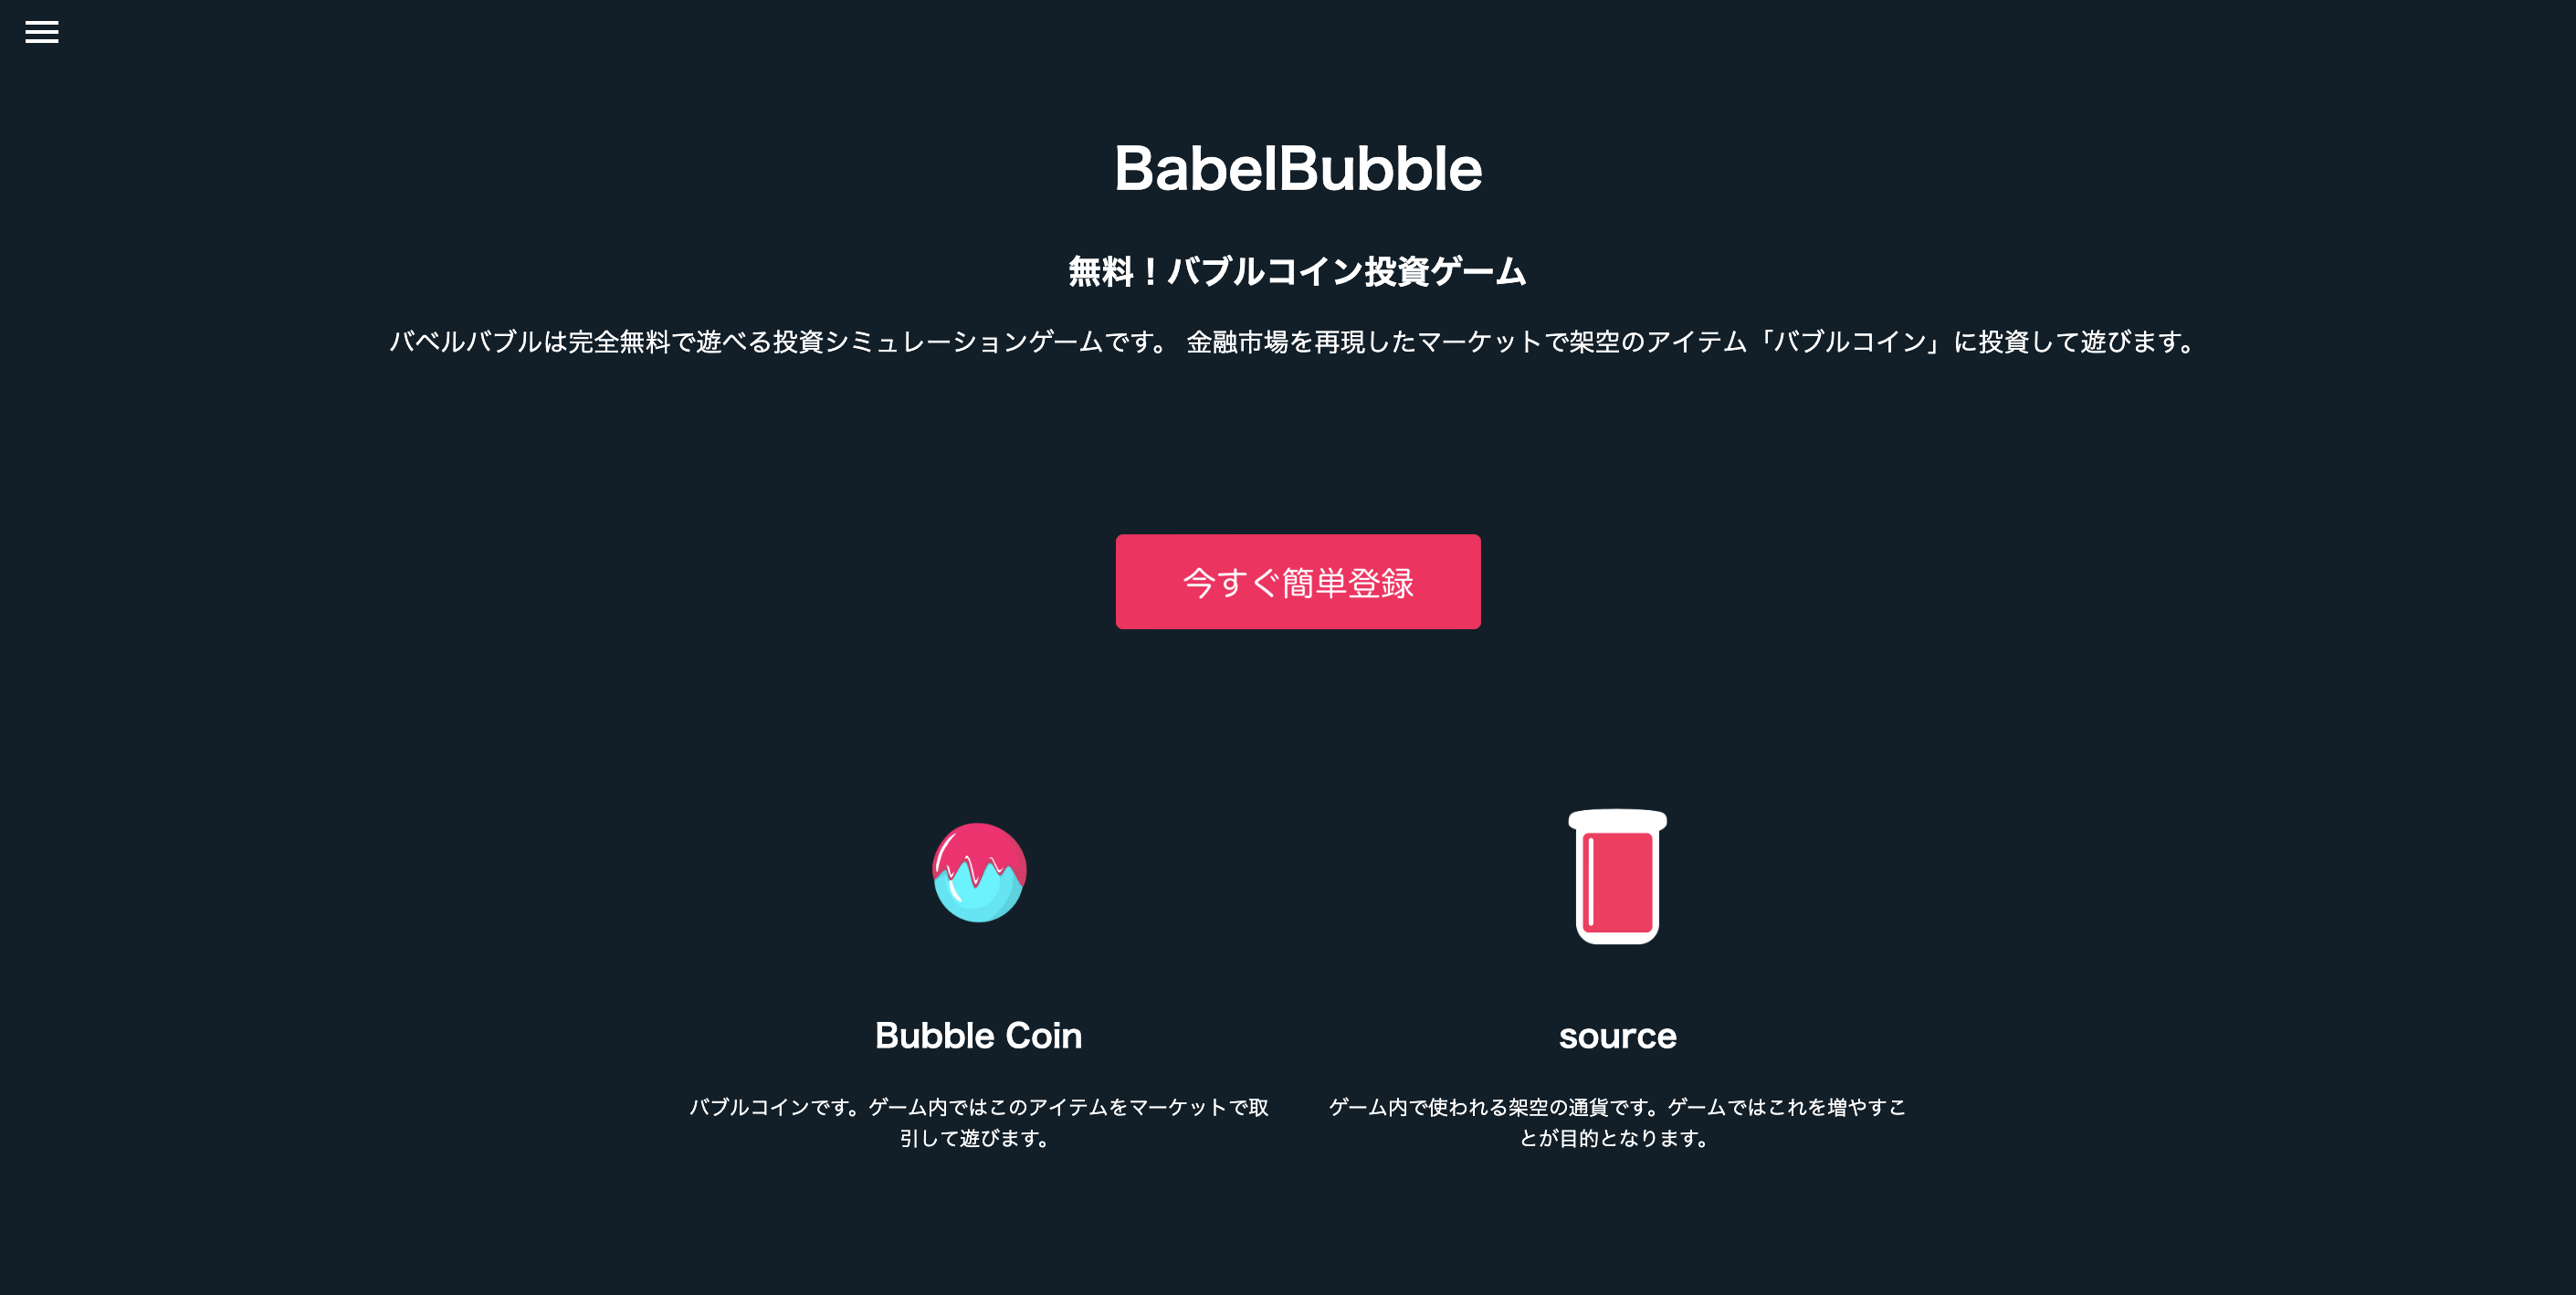 BabelBubble
無料！バブルコイン投資ゲーム
バベルバブルは完全無料で遊べる投資シミュレーションゲームです。 金融市場を再現したマーケットで架空のアイテム「バブルコイン」に投資して遊びます。
今すぐ簡単登録
Bubble Coin
バブルコインです。ゲーム内ではこのアイテムをマーケットで取
引して遊びます。
source
ゲーム内で使われる架空の通貨です。ゲームではこれを増やすこ
とが目的となります。